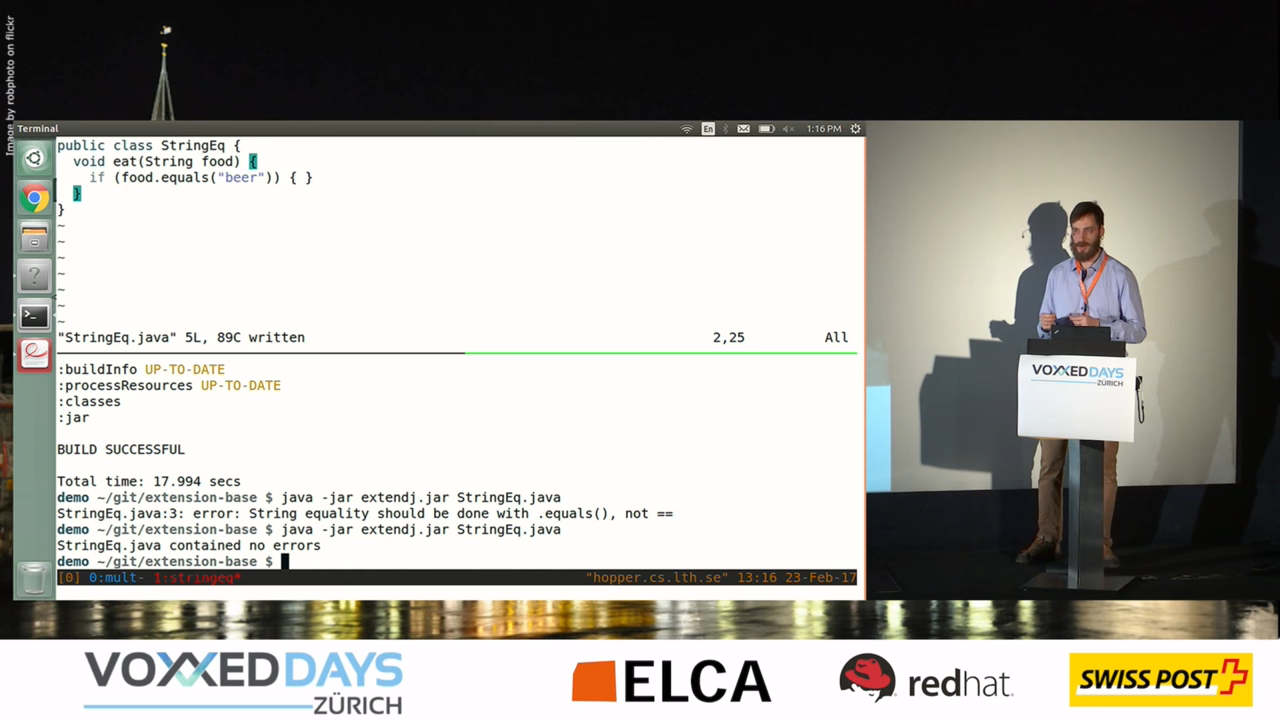 Image by robphoto on flickr
Terminal
En
1:16 PM
public class StringEq {
void eat(String food) {
if (food.equals("beer")) { }
}
}
~
~
~
~
~
~
~
"StringEq.java" 5L, 89C written 2,25 All
:buildInfo UP-TO-DATE
:processResources UP-TO-DATE
:classes
:jar
BUILD SUCCESSFUL
Total time: 17.994 secs
demo ~/git/extension-base $ java -jar extendj.jar StringEq.java
StringEq.java:3: error: String equality should be done with .equals(), not ==
demo ~/git/extension-base $ java -jar extendj.jar StringEq.java
StringEq.java contained no errors
demo ~/git/extension-base $
[0] 0:mult- 1:stringeq* "hopper.cs.lth.se" 13:16 23-Feb-17
VOXXEDDAYS
ZÜRICH
VOXXEDDAYS
ZÜRICH
ELCA
redhat.
SWISS POST